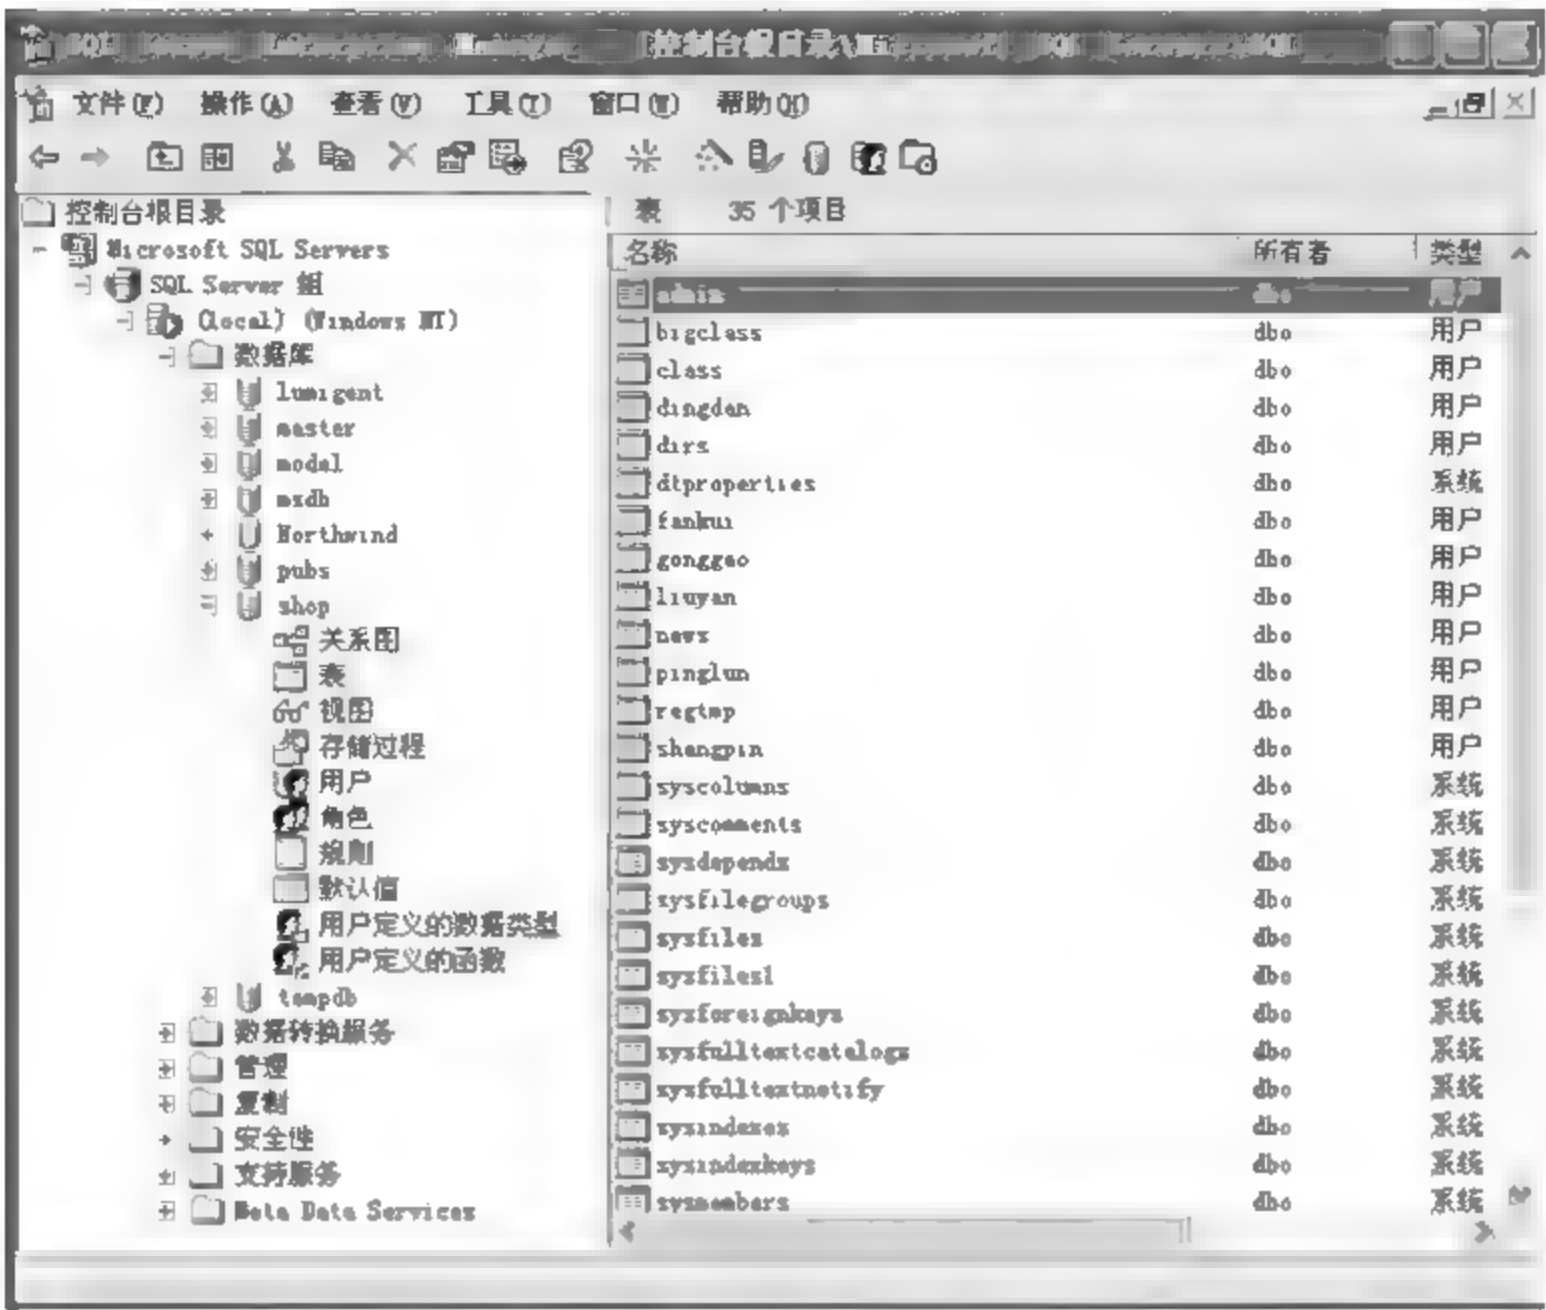 控制台根目录\
文件(F) 操作(A) 查看(V) 工具(T) 窗口(W) 帮助(H)
控制台根目录
Microsoft SQL Servers
SQL Server 组
(local) (Windows NT)
数据库
lumigent
master
model
msdb
Northwind
pubs
shop
关系图
表
视图
存储过程
用户
角色
规则
默认值
用户定义的数据类型
用户定义的函数
tempdb
数据转换服务
管理
复制
安全性
支持服务
Meta Data Services
表 35 个项目
名称 所有者 类型
admin dbo 用户
bigclass dbo 用户
class dbo 用户
dingdan dbo 用户
dirs dbo 用户
dtproperties dbo 系统
fankui dbo 用户
gonggao dbo 用户
liuyan dbo 用户
news dbo 用户
pinglun dbo 用户
regtmp dbo 用户
shangpin dbo 用户
syscolumns dbo 系统
syscomments dbo 系统
sysdepends dbo 系统
sysfilegroups dbo 系统
sysfiles dbo 系统
sysfiles1 dbo 系统
sysforeignkeys dbo 系统
sysfulltextcatalogs dbo 系统
sysfulltextnotify dbo 系统
sysindexes dbo 系统
sysindexkeys dbo 系统
sysmembers dbo 系统